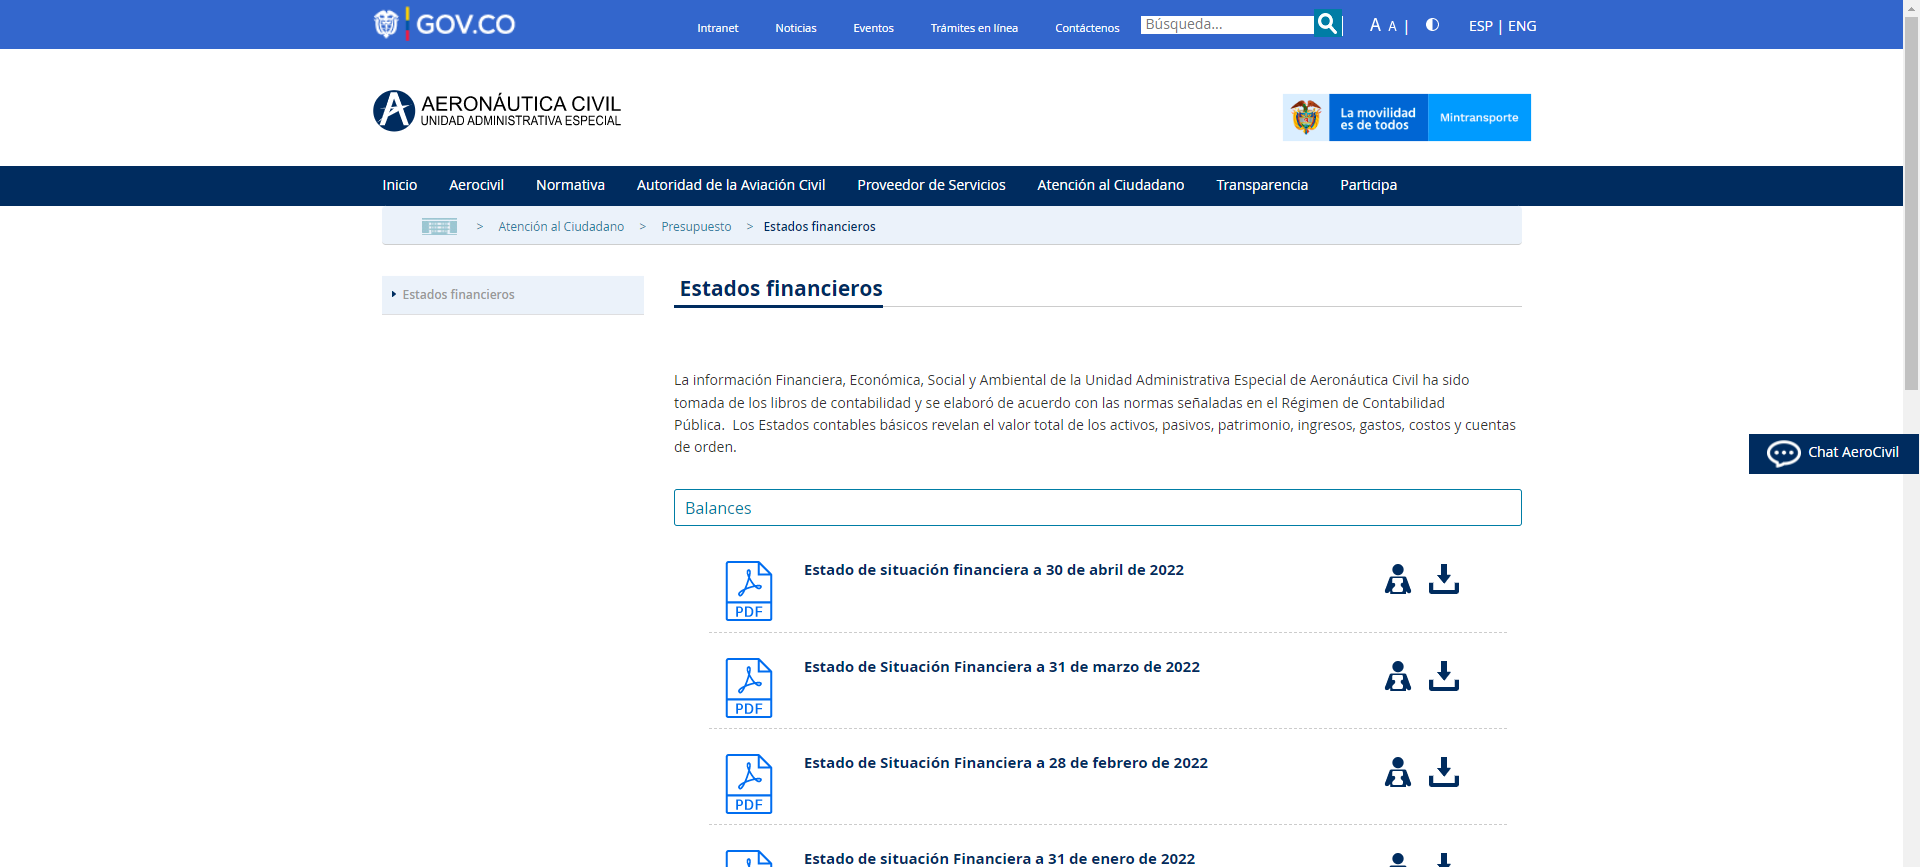 GOV.CO
Intranet
Noticias
Eventos
Trámites en línea
Contáctenos
Búsqueda...
A A |
ESP | ENG
AERONÁUTICA CIVIL
UNIDAD ADMINISTRATIVA ESPECIAL
La movilidad
es de todos
Mintransporte
Inicio
Aerocivil
Normativa
Autoridad de la Aviación Civil
Proveedor de Servicios
Atención al Ciudadano
Transparencia
Participa
> Atención al Ciudadano > Presupuesto > Estados financieros
Estados financieros
Estados financieros
La información Financiera, Económica, Social y Ambiental de la Unidad Administrativa Especial de Aeronáutica Civil ha sido
tomada de los libros de contabilidad y se elaboró de acuerdo con las normas señaladas en el Régimen de Contabilidad
Pública.  Los Estados contables básicos revelan el valor total de los activos, pasivos, patrimonio, ingresos, gastos, costos y cuentas
de orden.
Chat AeroCivil
Balances
PDF
Estado de situación financiera a 30 de abril de 2022
PDF
Estado de Situación Financiera a 31 de marzo de 2022
PDF
Estado de Situación Financiera a 28 de febrero de 2022
Estado de situación Financiera a 31 de enero de 2022